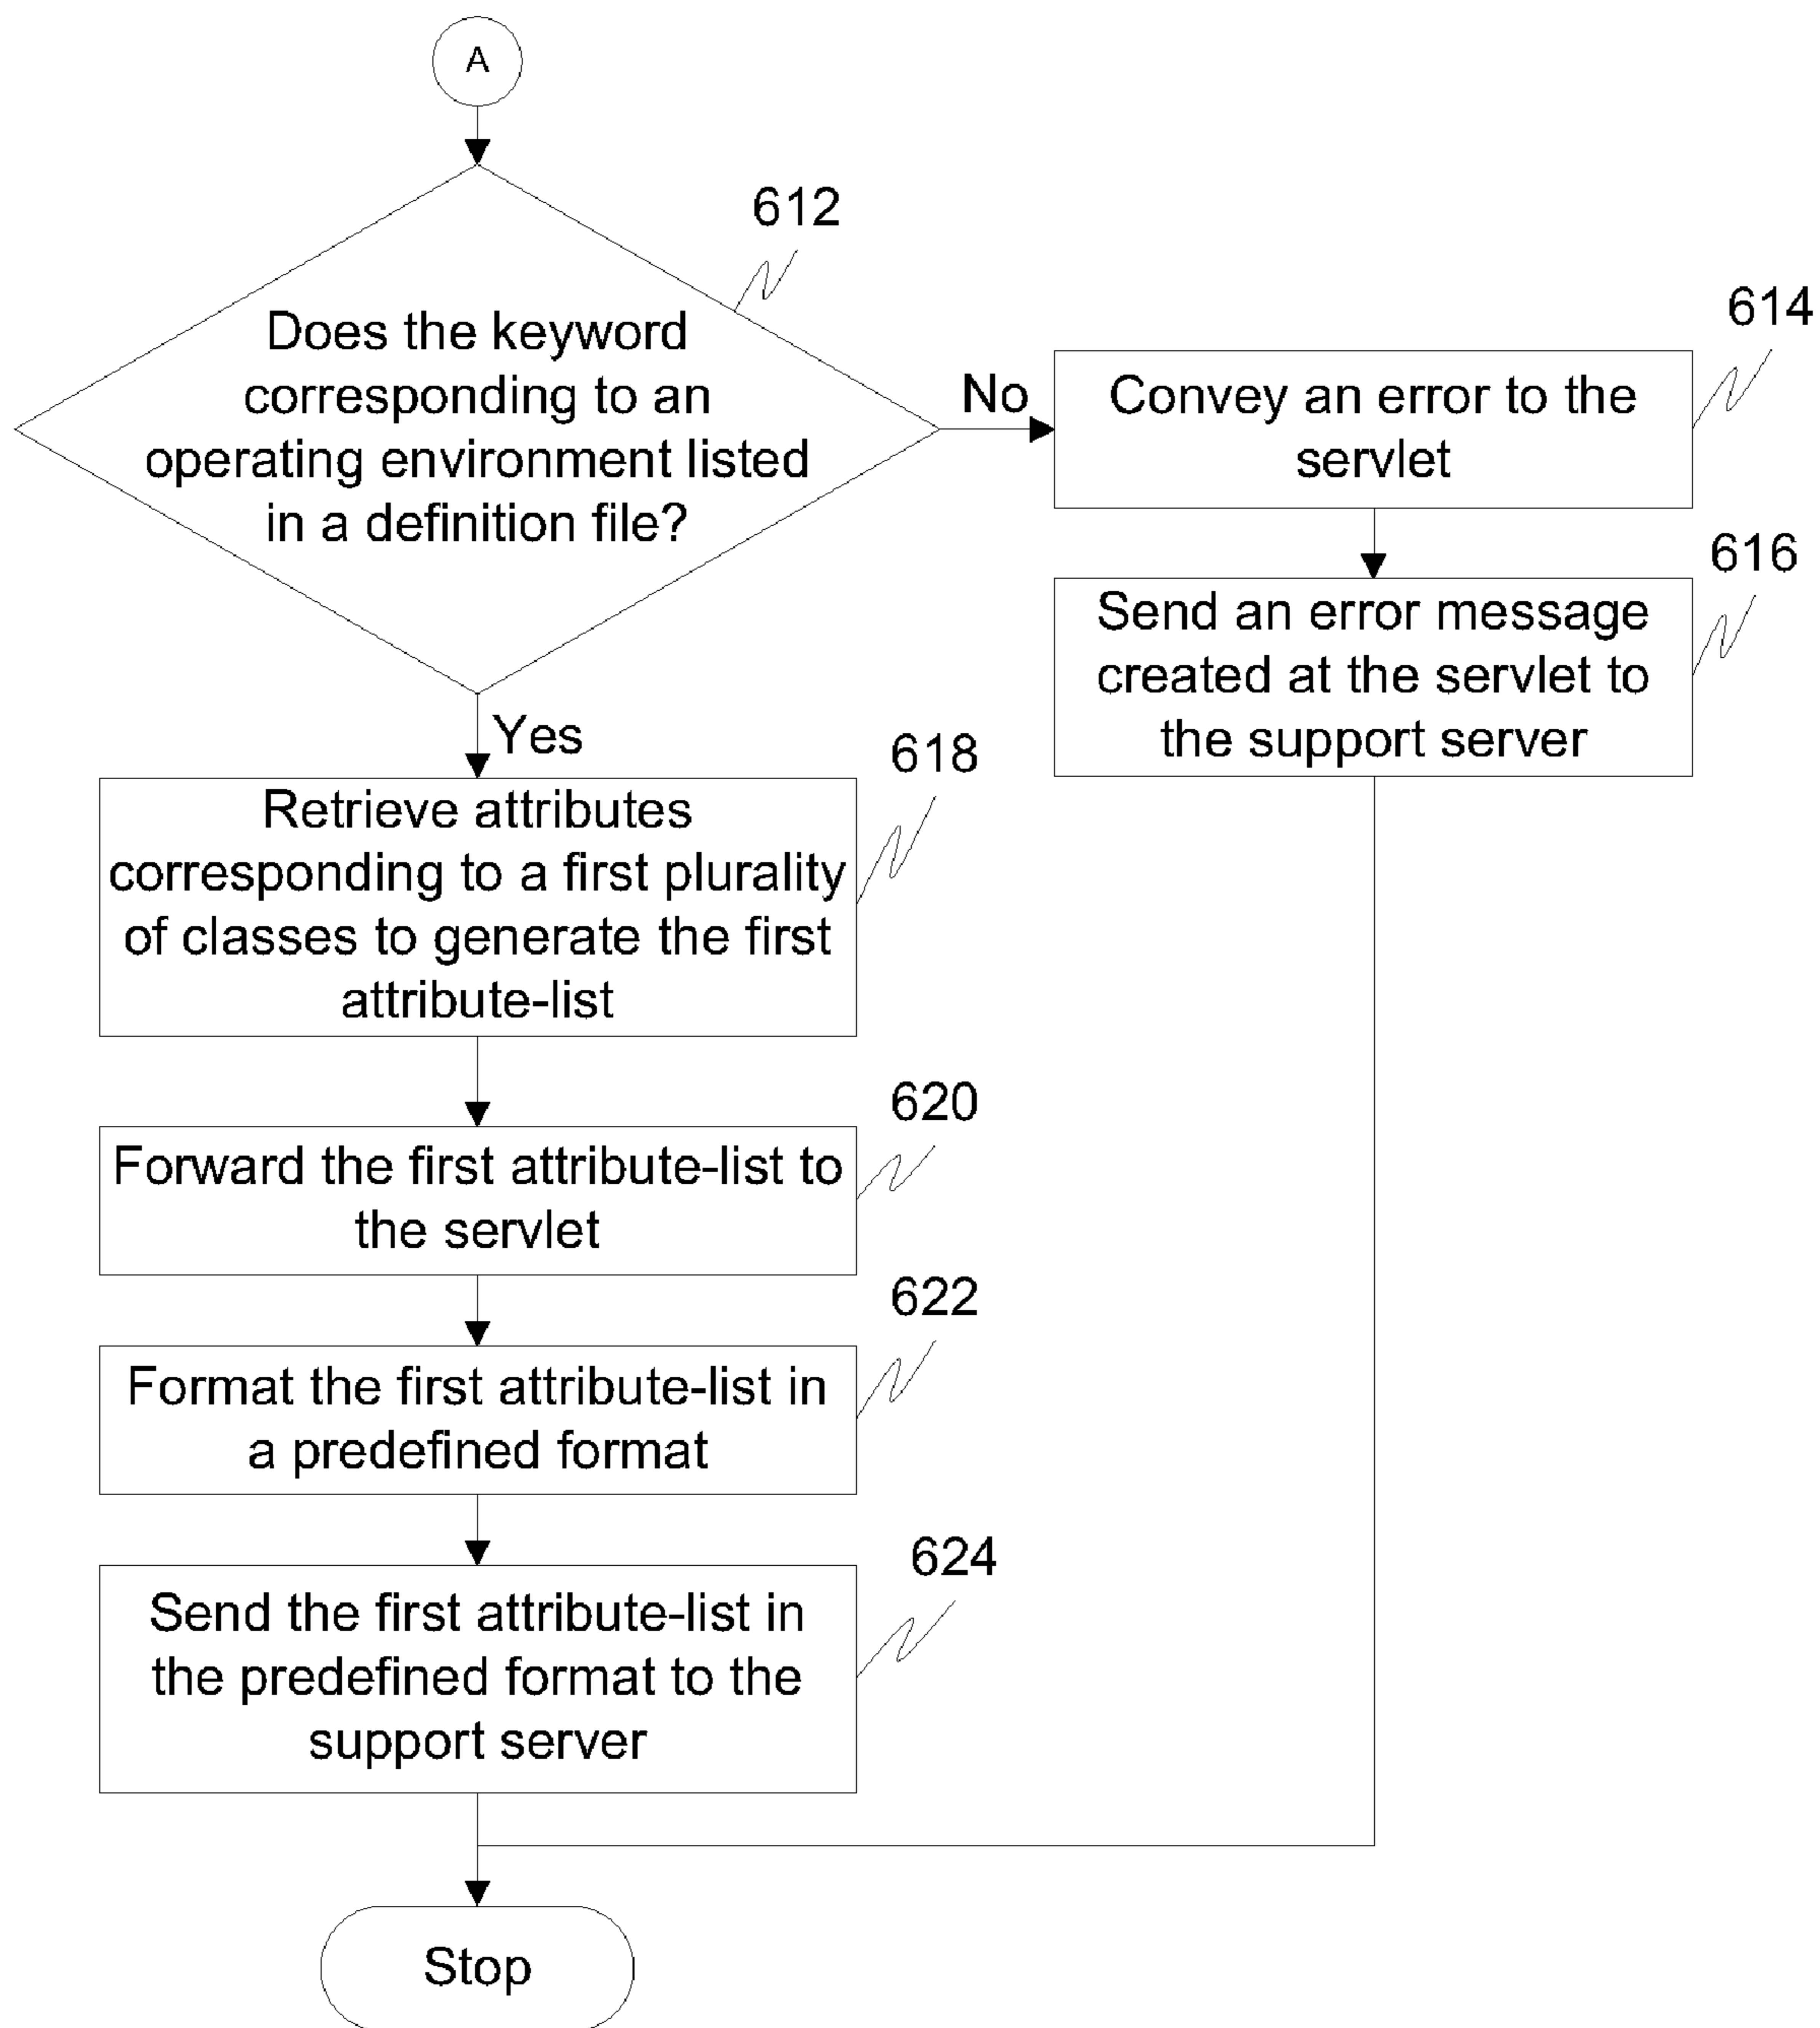 A
612
Does the keyword
corresponding to an
operating environment listed
in a definition file?
No
614
Convey an error to the
servlet
616
Send an error message
created at the servlet to
the support server
Yes
618
Retrieve attributes
corresponding to a first plurality
of classes to generate the first
attribute-list
620
Forward the first attribute-list to
the servlet
622
Format the first attribute-list in
a predefined format
624
Send the first attribute-list in
the predefined format to the
support server
Stop